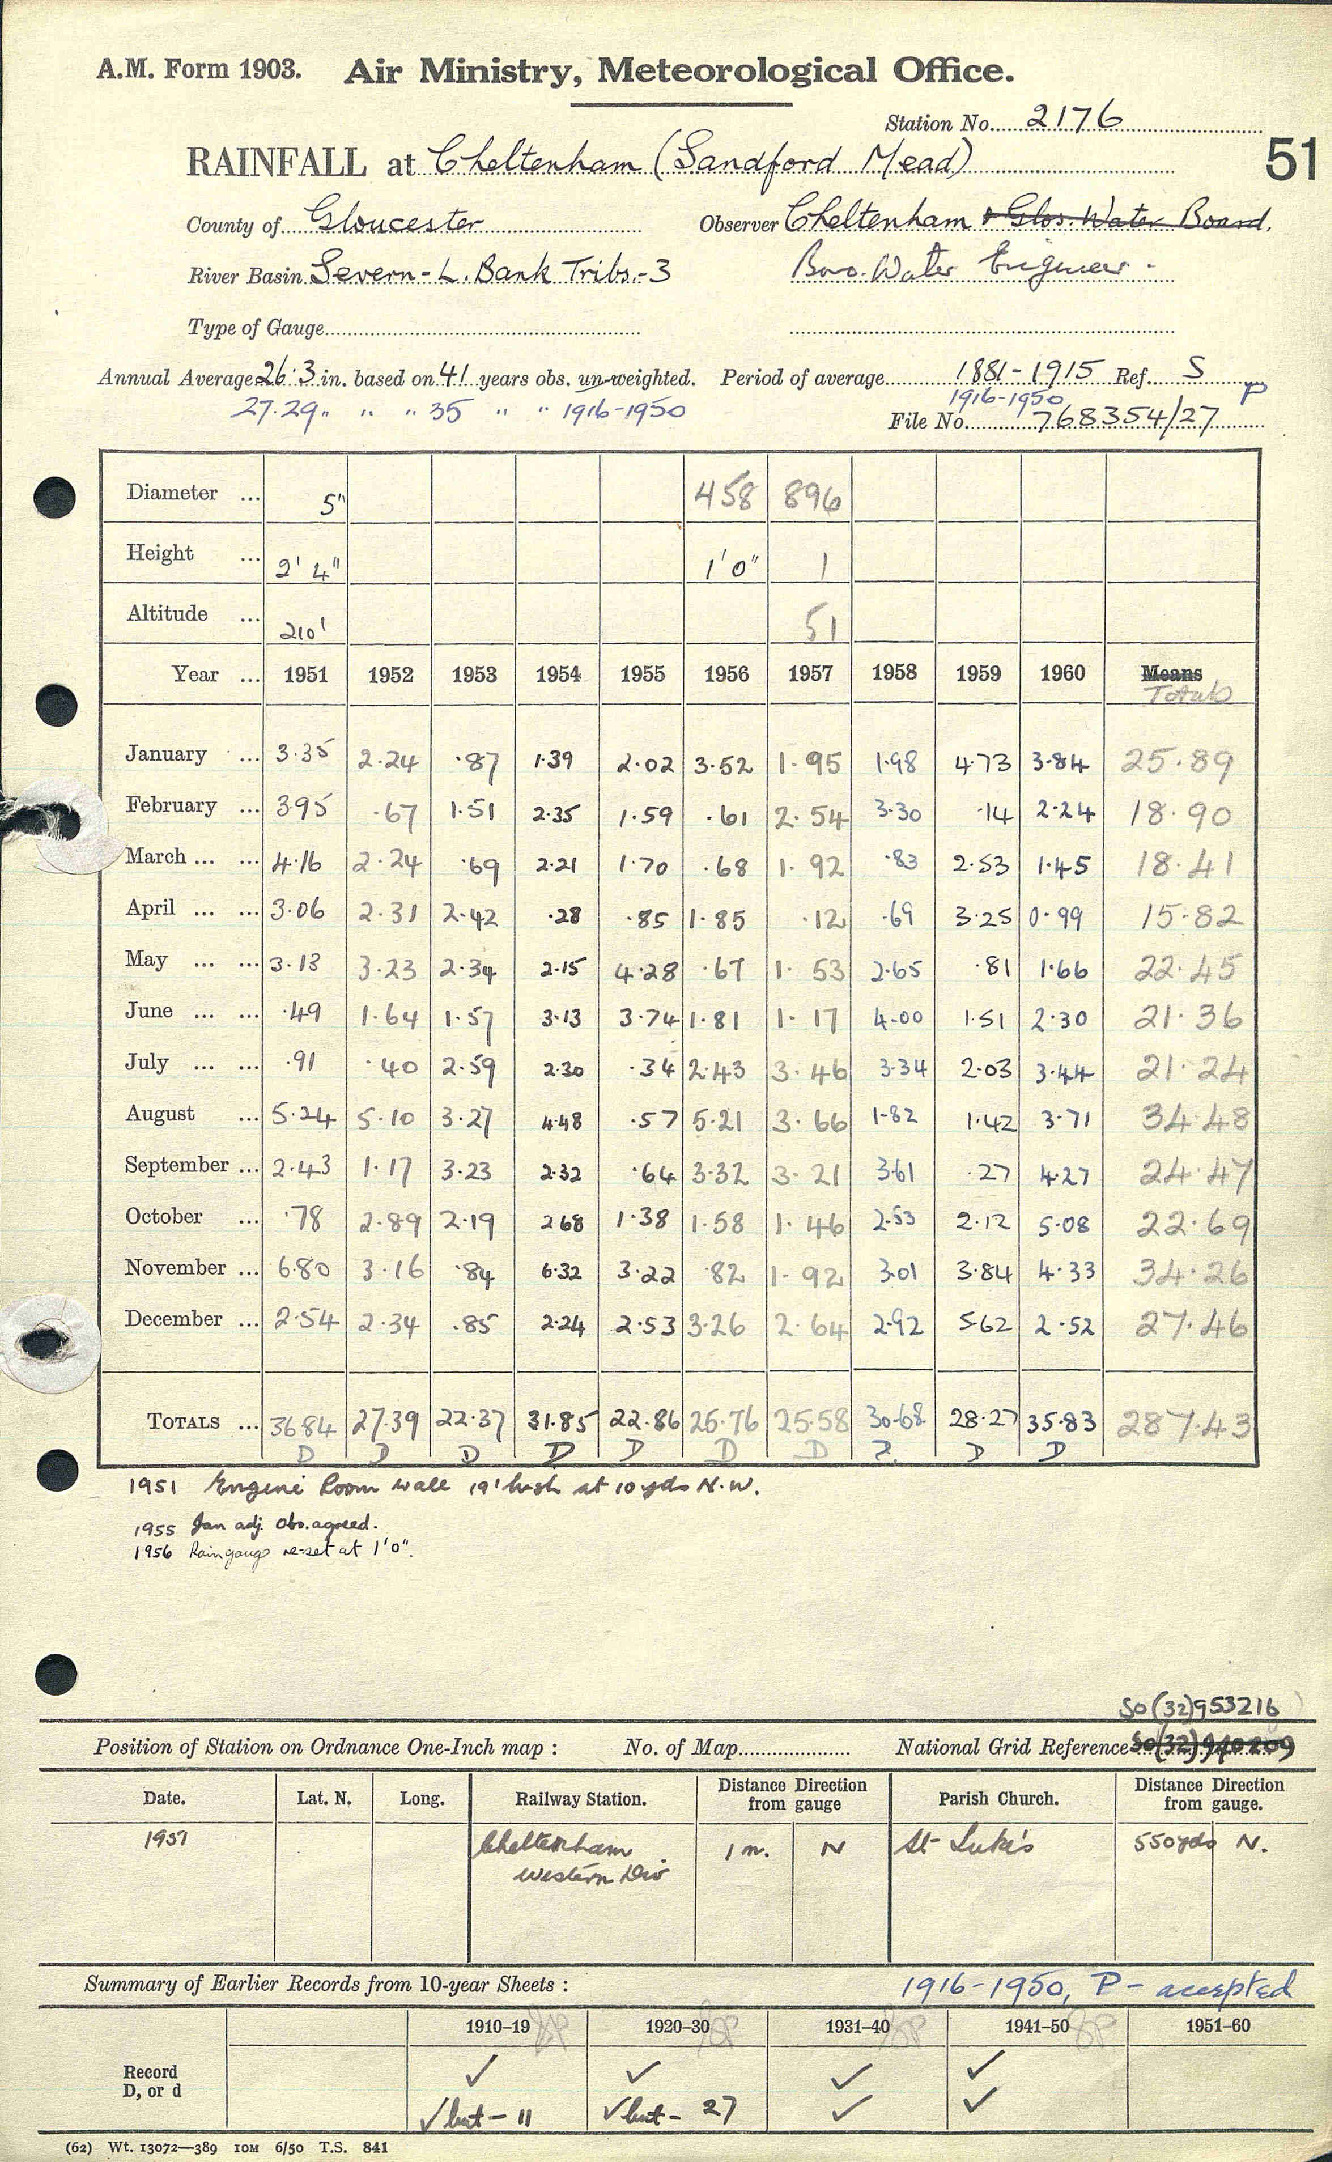 A.M. Form 1903. Air Ministry, Meteorological Office.
Station No. 2176
51
RAINFALL at Cheltenham (Sandford Mead)
County of Gloucester Observer Cheltenham & Glos. Water Board.
River Basin Severn - L. Bank Tribs.-3 Boro. Water Engineer.
Type of Gauge
Annual Average 26.3 in. based on 41 years obs. un-weighted. Period of average 1881-1915 Ref. S
27.29 " " " 35 " " 1916-1950 1916-1950 P
File No. 768354/27
Diameter ... 5" 458 896
Height ... 2' 4" 1'0" 1
Altitude ... 210' 51
Year ... 1951 1952 1953 1954 1955 1956 1957 1958 1959 1960 Means
Totals
January ... 3.35 2.24 .87 1.39 2.02 3.52 1.95 1.98 4.73 3.84 25.89
February ... 3.95 .67 1.51 2.35 1.59 .61 2.54 3.30 .14 2.24 18.90
March ... ... 4.16 2.24 .69 2.21 1.70 .68 1.92 .83 2.53 1.45 18.41
April ... ... 3.06 2.31 2.42 .28 .85 1.85 .12 .69 3.25 0.99 15.82
May ... ... 3.13 3.23 2.34 2.15 4.28 .67 1.53 2.65 .81 1.66 22.45
June ... ... .49 1.64 1.57 3.13 3.74 1.81 1.17 4.00 1.51 2.30 21.36
July ... ... .91 .40 2.59 2.30 .34 2.43 3.46 3.34 2.03 3.44 21.24
August ... 5.24 5.10 3.27 4.48 .57 5.21 3.66 1.82 1.42 3.71 34.48
September ... 2.43 1.17 3.23 2.32 .64 3.32 3.21 3.61 .27 4.27 24.47
October ... .78 2.89 2.19 2.68 1.38 1.58 1.46 2.53 2.12 5.08 22.69
November ... 6.80 3.16 .84 6.32 3.22 .82 1.92 3.01 3.84 4.33 34.26
December ... 2.54 2.34 .85 2.24 2.53 3.26 2.64 2.92 5.62 2.52 27.46
TOTALS ... 36.84 27.39 22.37 31.85 22.86 25.76 25.58 30.68 28.27 35.83 287.43
D D D D D D D D D D
1951 Engine Room wall 19' high at 10 yds N.W.
1955 Jan adj. Obs. agreed.
1956 Raingauge re-set at 1'0".
SO(32)953216
Position of Station on Ordnance One-Inch map : No. of Map National Grid Reference SO(32)940209
Date. Lat. N. Long. Railway Station. Distance from gauge Direction Parish Church. Distance from gauge. Direction
1937 Cheltenham 1 m. N St Luke's 550yds N.
Western Div
Summary of Earlier Records from 10-year Sheets : 1916-1950, P - accepted
1910-19 1920-30 1931-40 1941-50 1951-60
Record ✓ ✓ ✓ ✓
D, or d ✓ but - 11 ✓ but - 27 ✓ ✓
(62) Wt. 13072—389 10M 6/50 T.S. 841